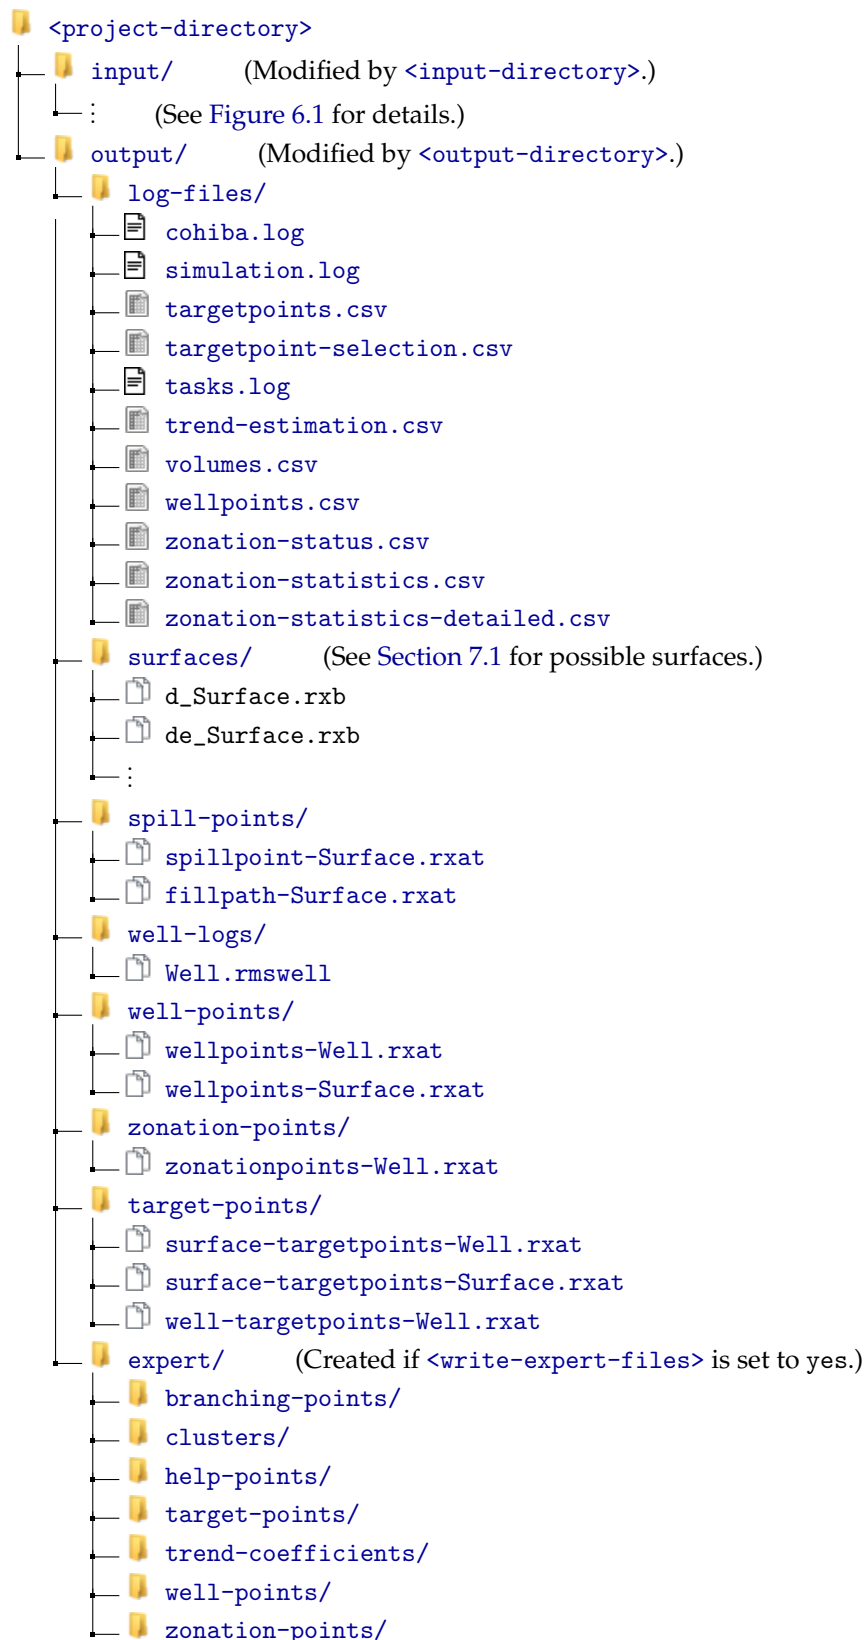 <project-directory>
input/ (Modified by <input-directory>.)
⋮ (See Figure 6.1 for details.)
output/ (Modified by <output-directory>.)
log-files/
cohiba.log
simulation.log
targetpoints.csv
targetpoint-selection.csv
tasks.log
trend-estimation.csv
volumes.csv
wellpoints.csv
zonation-status.csv
zonation-statistics.csv
zonation-statistics-detailed.csv
surfaces/ (See Section 7.1 for possible surfaces.)
d_Surface.rxb
de_Surface.rxb
⋮
spill-points/
spillpoint-Surface.rxat
fillpath-Surface.rxat
well-logs/
Well.rmswell
well-points/
wellpoints-Well.rxat
wellpoints-Surface.rxat
zonation-points/
zonationpoints-Well.rxat
target-points/
surface-targetpoints-Well.rxat
surface-targetpoints-Surface.rxat
well-targetpoints-Well.rxat
expert/ (Created if <write-expert-files> is set to yes.)
branching-points/
clusters/
help-points/
target-points/
trend-coefficients/
well-points/
zonation-points/